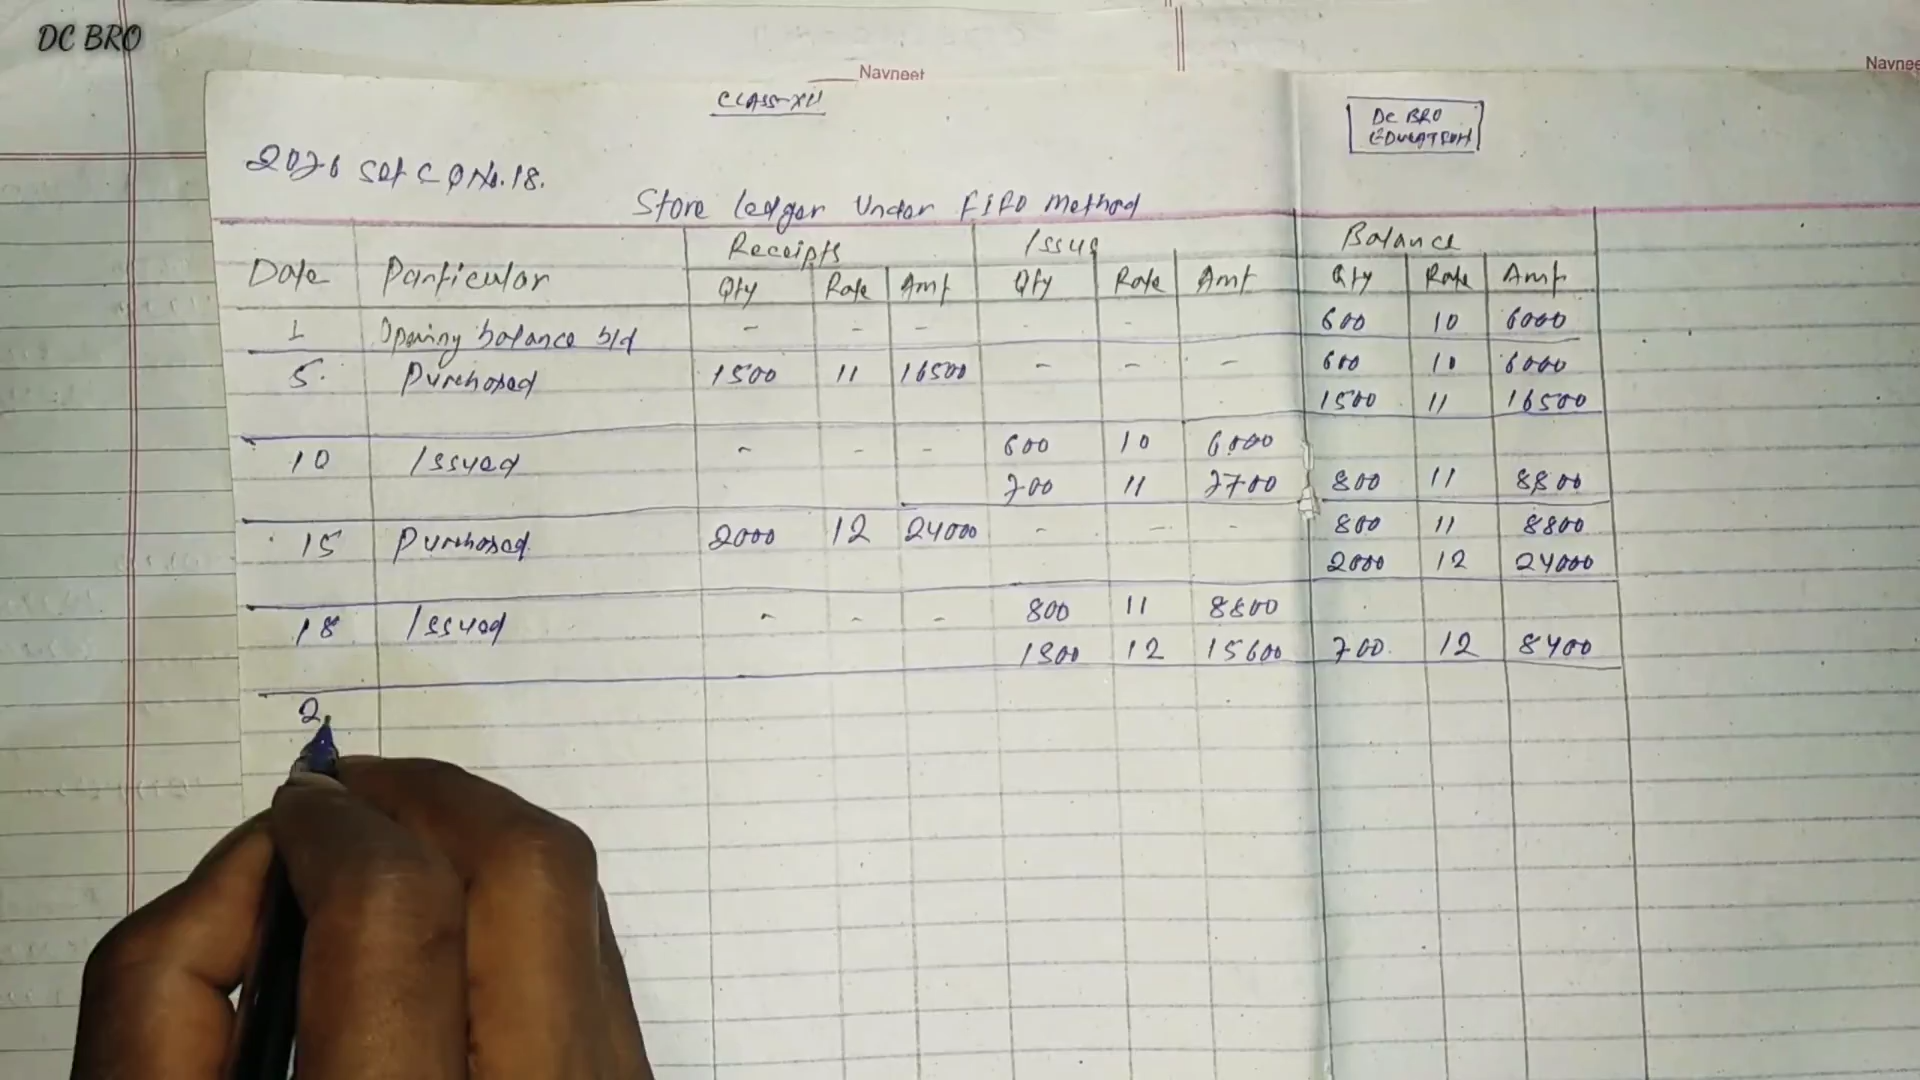 DC BRO
Navneet
Navnee
CLASS-XII
DC BRO
EDUCATION
2076 Set C Q No. 18.
Store ledger Under FIFO Method
Receipts Issue Balance
Date Particular Qty Rate Amt Qty Rate Amt Qty Rate Amt
1 Opening balance b/d - - - - - 600 10 6000
5. Purchased 1500 11 16500 - - - 600 10 6000
1500 11 16500
10 Issued - - - 600 10 6000
700 11 7700 800 11 8800
15 Purchased 2000 12 24000 - - - 800 11 8800
2000 12 24000
18 Issued - - - 800 11 8800
1300 12 15600 700 12 8400
2